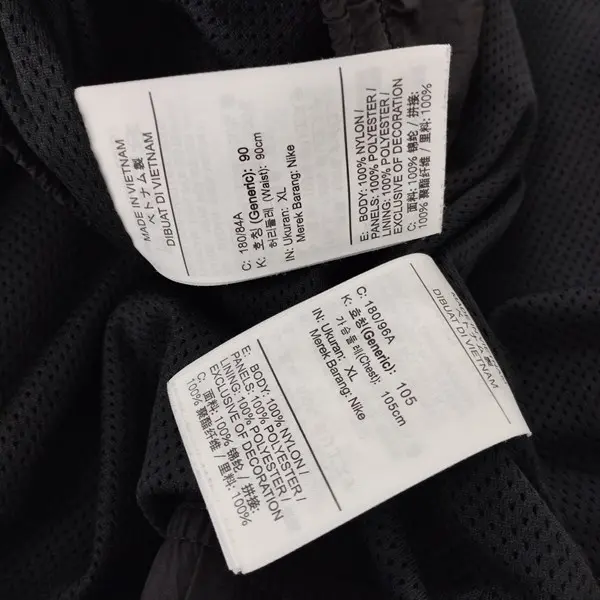 MADE IN VIETNAM
ベトナム製
DIBUAT DI VIETNAM
C: 180/84A
K: 호칭 (Generic): 90
허리둘레 (Waist): 90cm
IN: Ukuran: XL
Merek Barang: Nike
E: BODY: 100% NYLON /
PANELS: 100% POLYESTER /
LINING: 100% POLYESTER /
EXCLUSIVE OF DECORATION
C: 面料: 100% 锦纶 / 拼接:
100% 聚酯纤维 / 里料: 100%
ベトナム製
DIBUAT DI VIETNAM
C: 180/96A
K: 호칭(Generic): 105
가슴둘레(Chest): 105cm
IN: Ukuran: XL
Merek Barang: Nike
E: BODY: 100% NYLON /
PANELS: 100% POLYESTER /
LINING: 100% POLYESTER /
EXCLUSIVE OF DECORATION
C: 面料: 100% 锦纶 / 拼接:
100% 聚酯纤维 / 里料: 100%